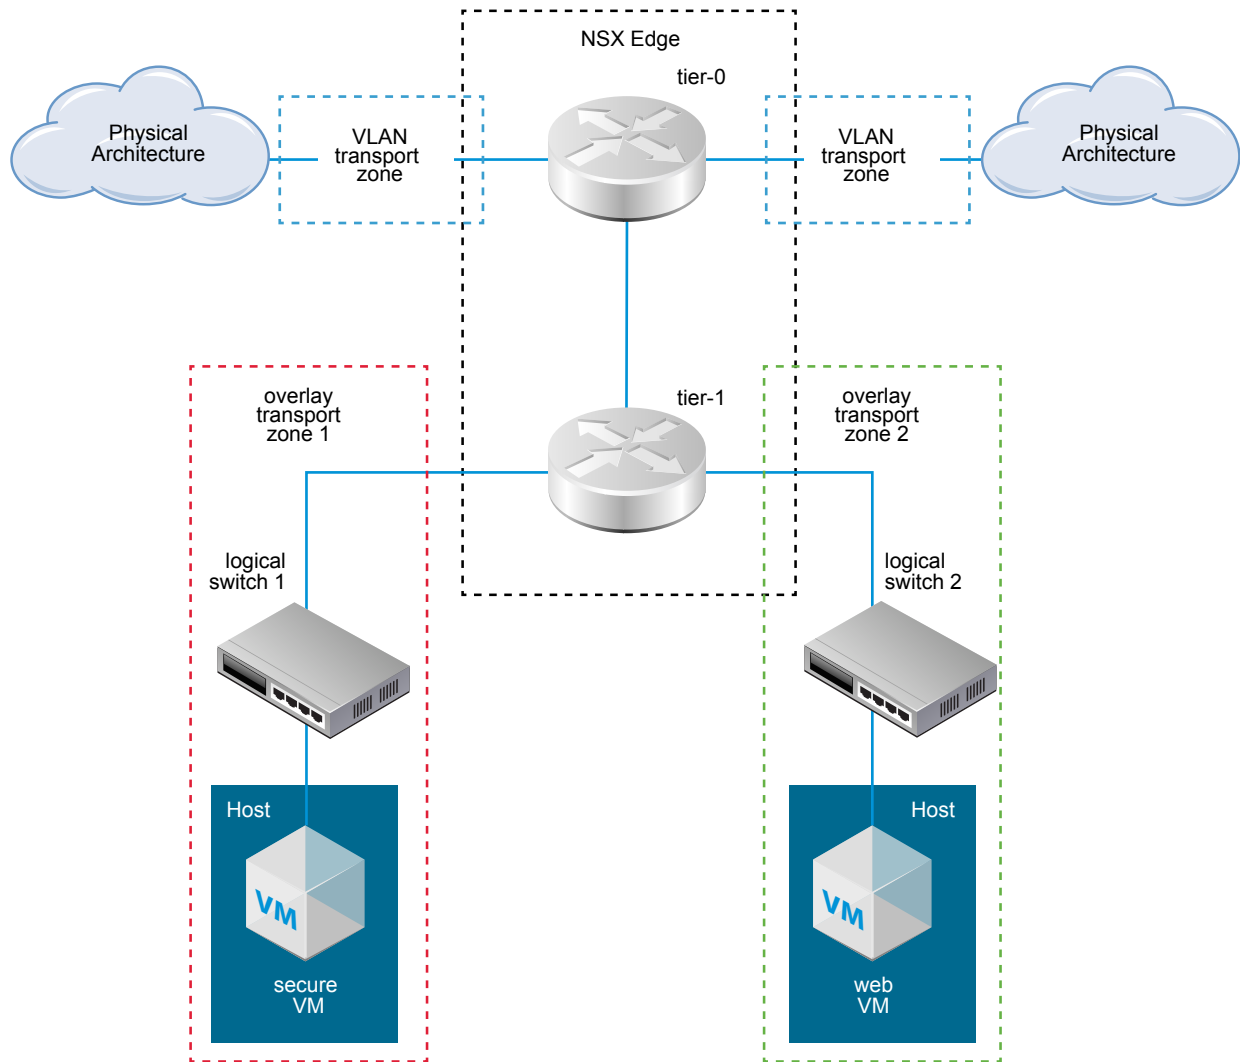 NSX Edge
tier-0
Physical
Architecture
VLAN
transport
zone
VLAN
transport
zone
Physical
Architecture
overlay
transport
zone 1
tier-1
overlay
transport
zone 2
logical
switch 1
logical
switch 2
Host
VM
secure
VM
Host
VM
web
VM